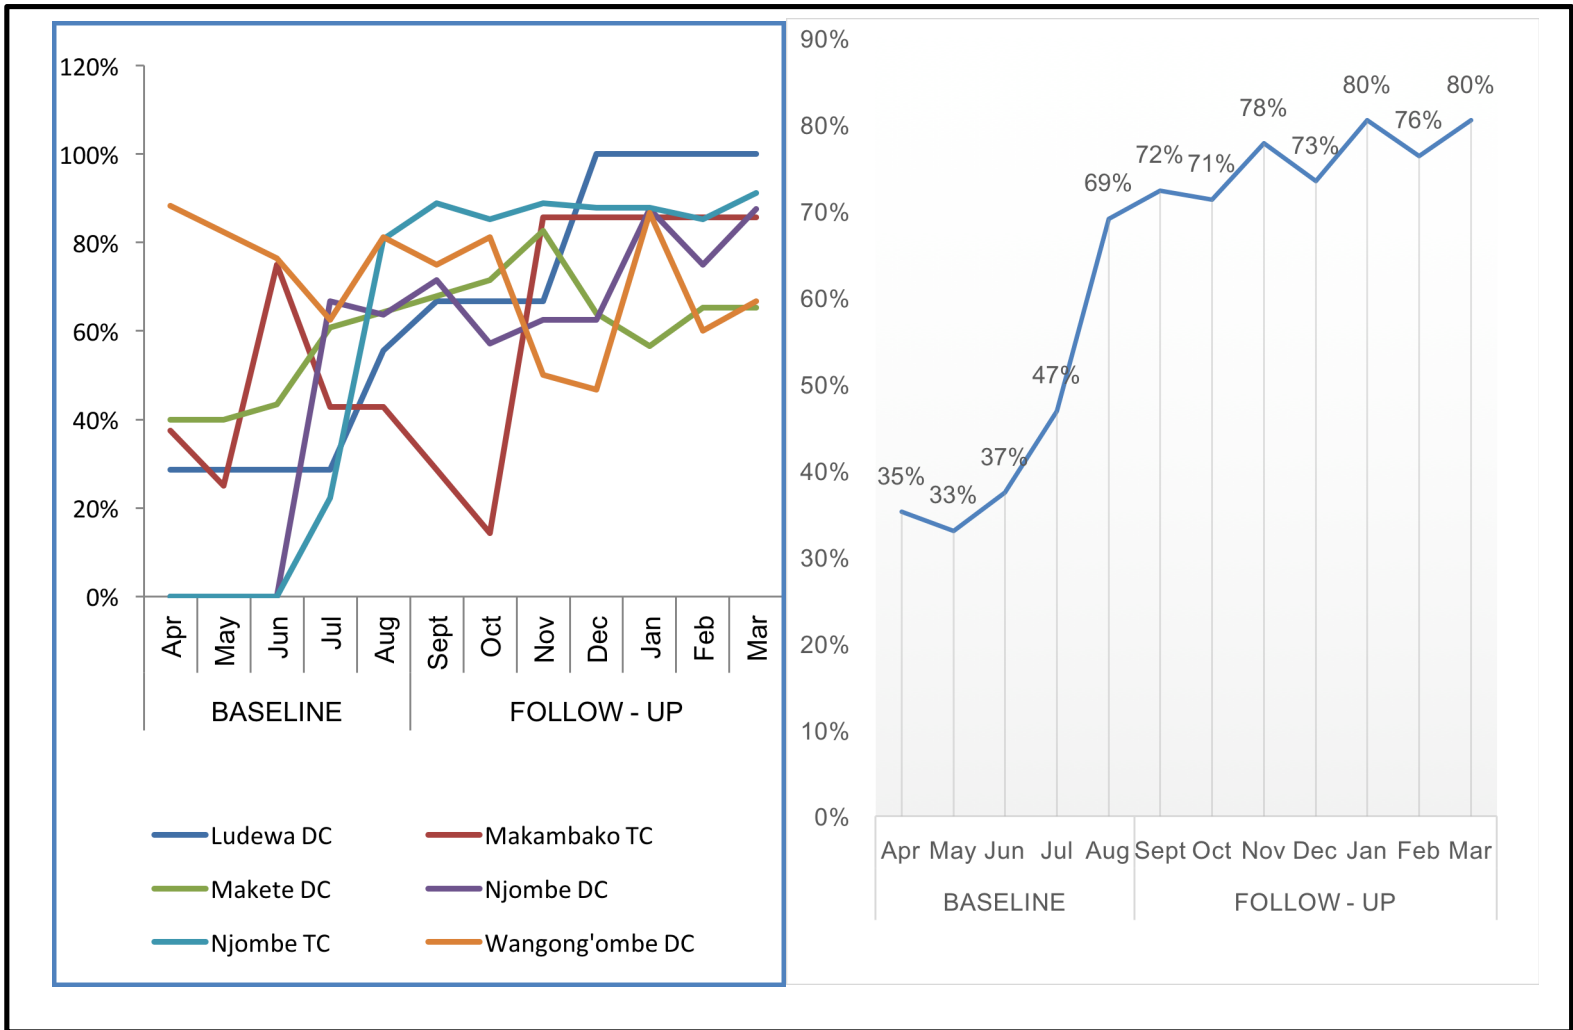 120%
100%
80%
60%
40%
20%
0%
Apr May Jun Jul Aug Sept Oct Nov Dec Jan Feb Mar
BASELINE FOLLOW - UP
Ludewa DC Makambako TC
Makete DC Njombe DC
Njombe TC Wangong'ombe DC
90%
80%
70%
60%
50%
40%
30%
20%
10%
0%
35% 33% 37% 47% 69% 72% 71% 78% 73% 80% 76% 80%
Apr May Jun Jul Aug Sept Oct Nov Dec Jan Feb Mar
BASELINE FOLLOW - UP